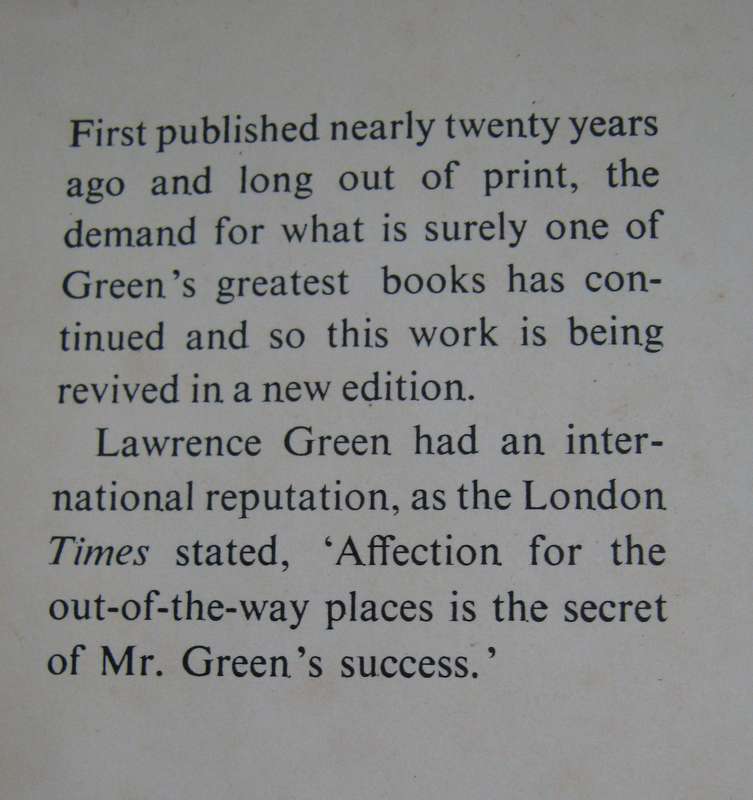 First published nearly twenty years
ago and long out of print, the
demand for what is surely one of
Green's greatest books has con-
tinued and so this work is being
revived in a new edition.
Lawrence Green had an inter-
national reputation, as the London
Times stated, ‘Affection for the
out-of-the-way places is the secret
of Mr. Green's success.’